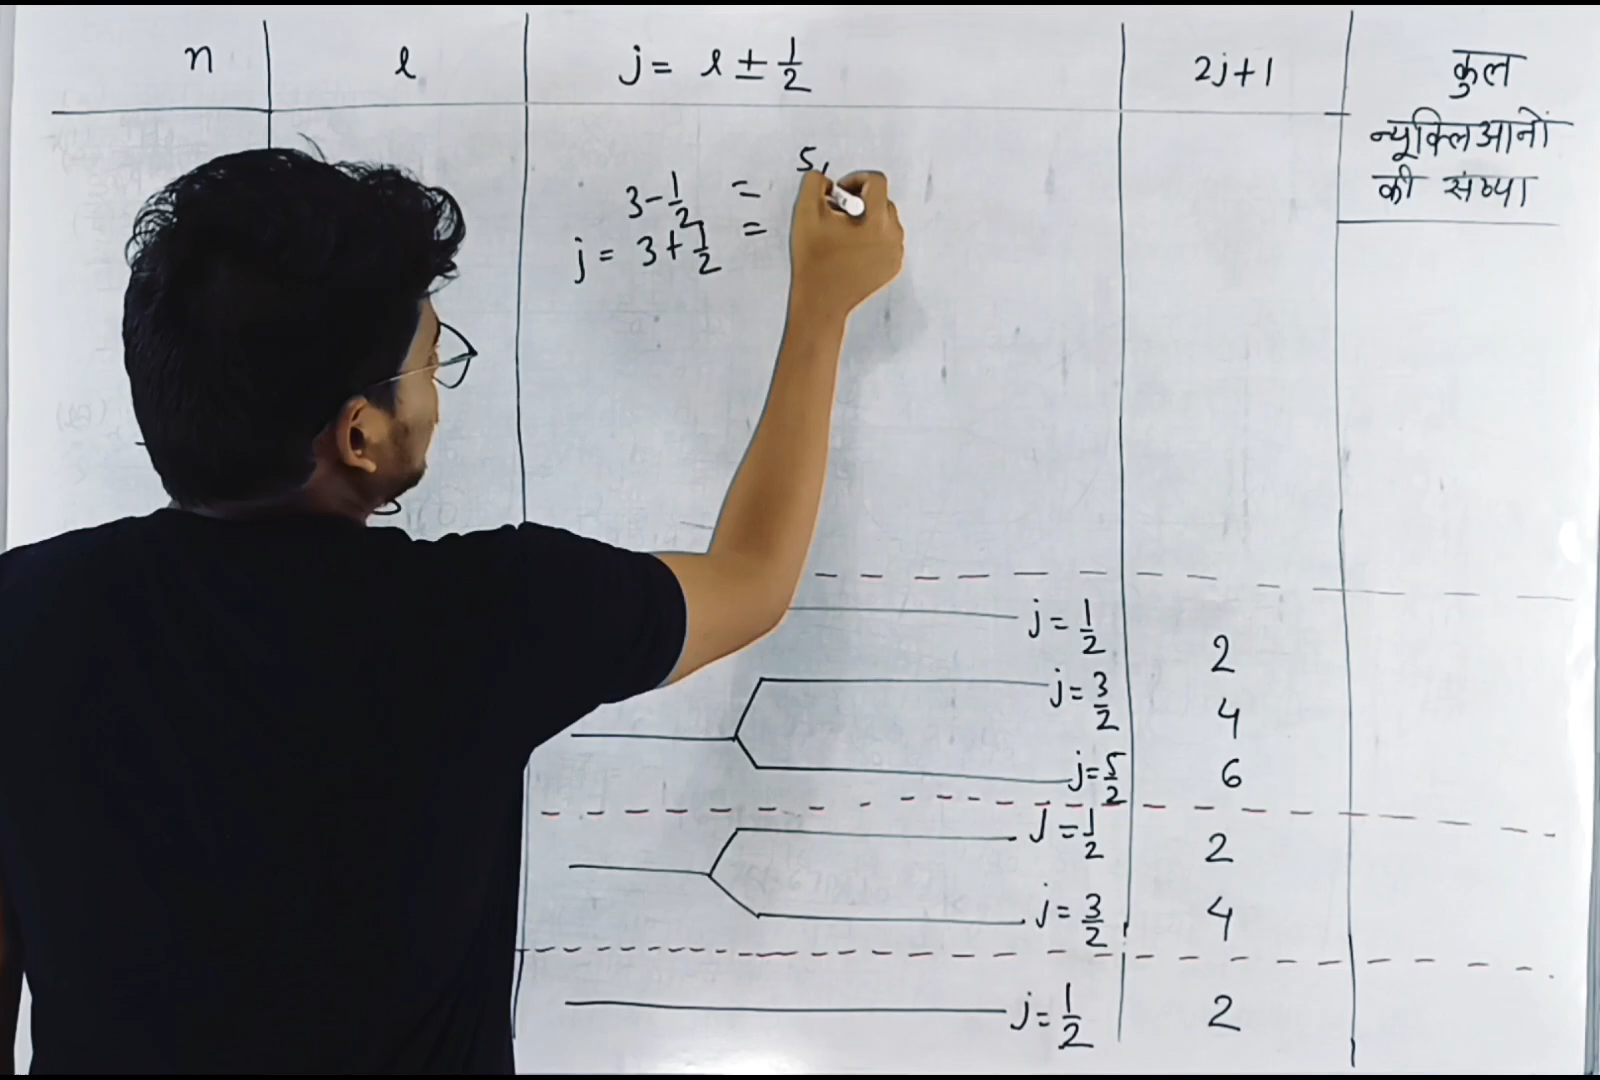 n l j = l ± 1/2 2j+1 कुल
न्यूक्लिआनों
की संख्या
3 - 1/2 = 5/
j = 3 + 1/2 =
j = 1/2 2
j = 3/2 4
j = 5/2 6
j = 1/2 2
j = 3/2 4
j = 1/2 2